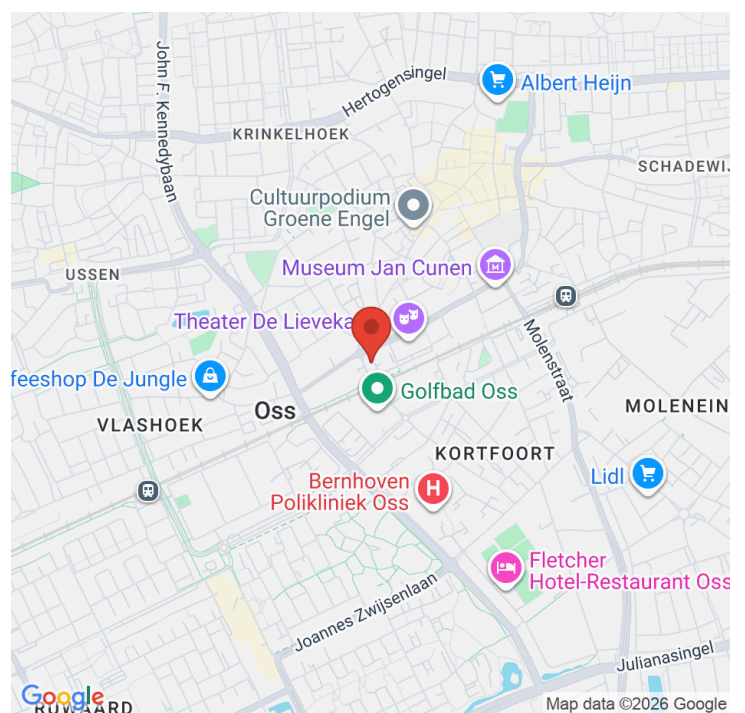 John F. Kennedybaan
Hertogensingel
Albert Heijn
KRINKELHOEK
SCHADEWIJ
Cultuurpodium
Groene Engel
USSEN
Museum Jan Cunen
M
Theater De Lieveka
Molenstraat
feeshop De Jungle
Golfbad Oss
Oss
VLASHOEK
MOLENEIN
KORTFOORT
Bernhoven
Polikliniek Oss
H
Lidl
Fletcher
Hotel-Restaurant Oss
Joannes Zwijsenlaan
Julianasingel
Google
RUWAARD
Map data ©2026 Google